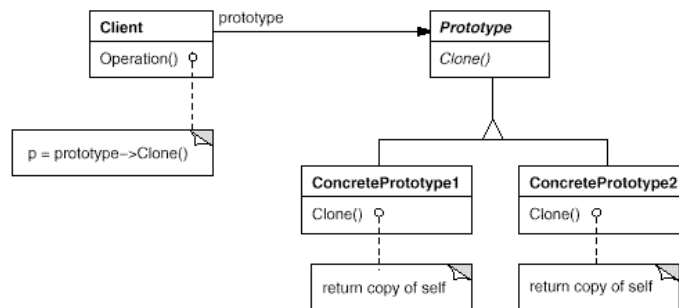 Client
prototype
Prototype
Operation()
Clone()
p = prototype->Clone()
ConcretePrototype1
ConcretePrototype2
Clone()
Clone()
return copy of self
return copy of self